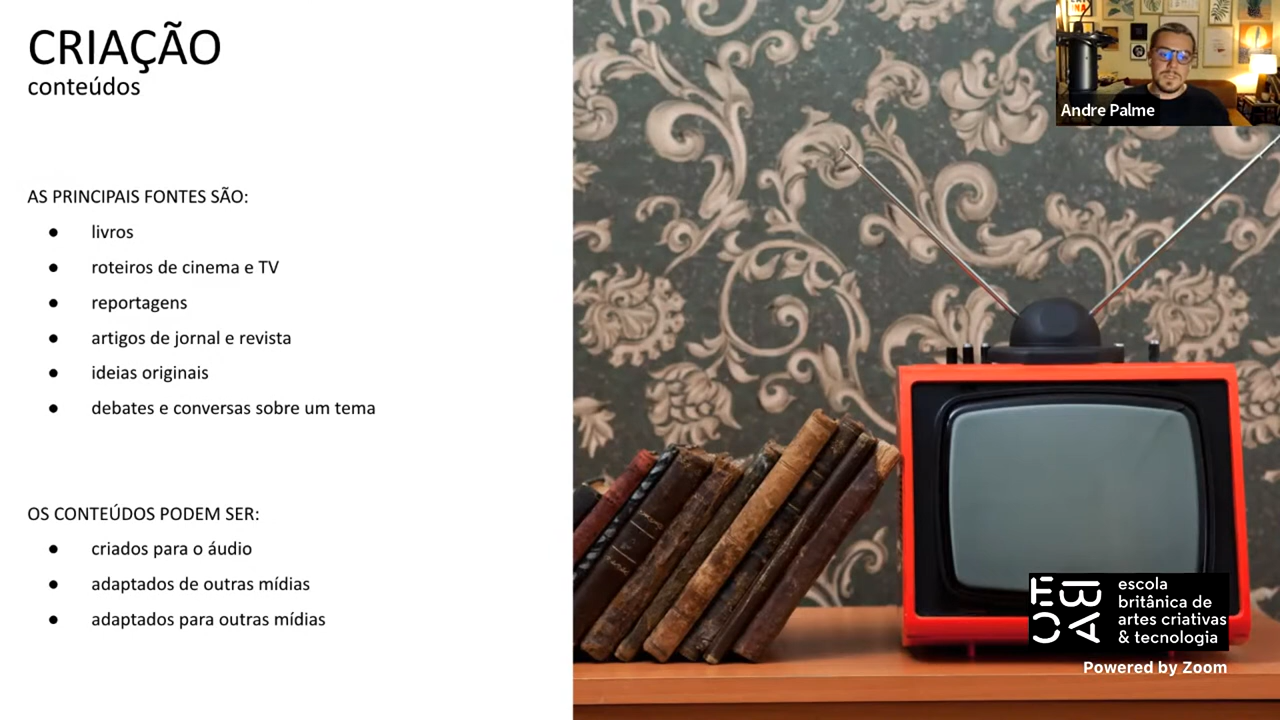 CRIAÇÃO
conteúdos
AS PRINCIPAIS FONTES SÃO:
● livros
● roteiros de cinema e TV
● reportagens
● artigos de jornal e revista
● ideias originais
● debates e conversas sobre um tema
OS CONTEÚDOS PODEM SER:
● criados para o áudio
● adaptados de outras mídias
● adaptados para outras mídias
Andre Palme
EBAC
escola
britânica de
artes criativas
& tecnologia
Powered by Zoom